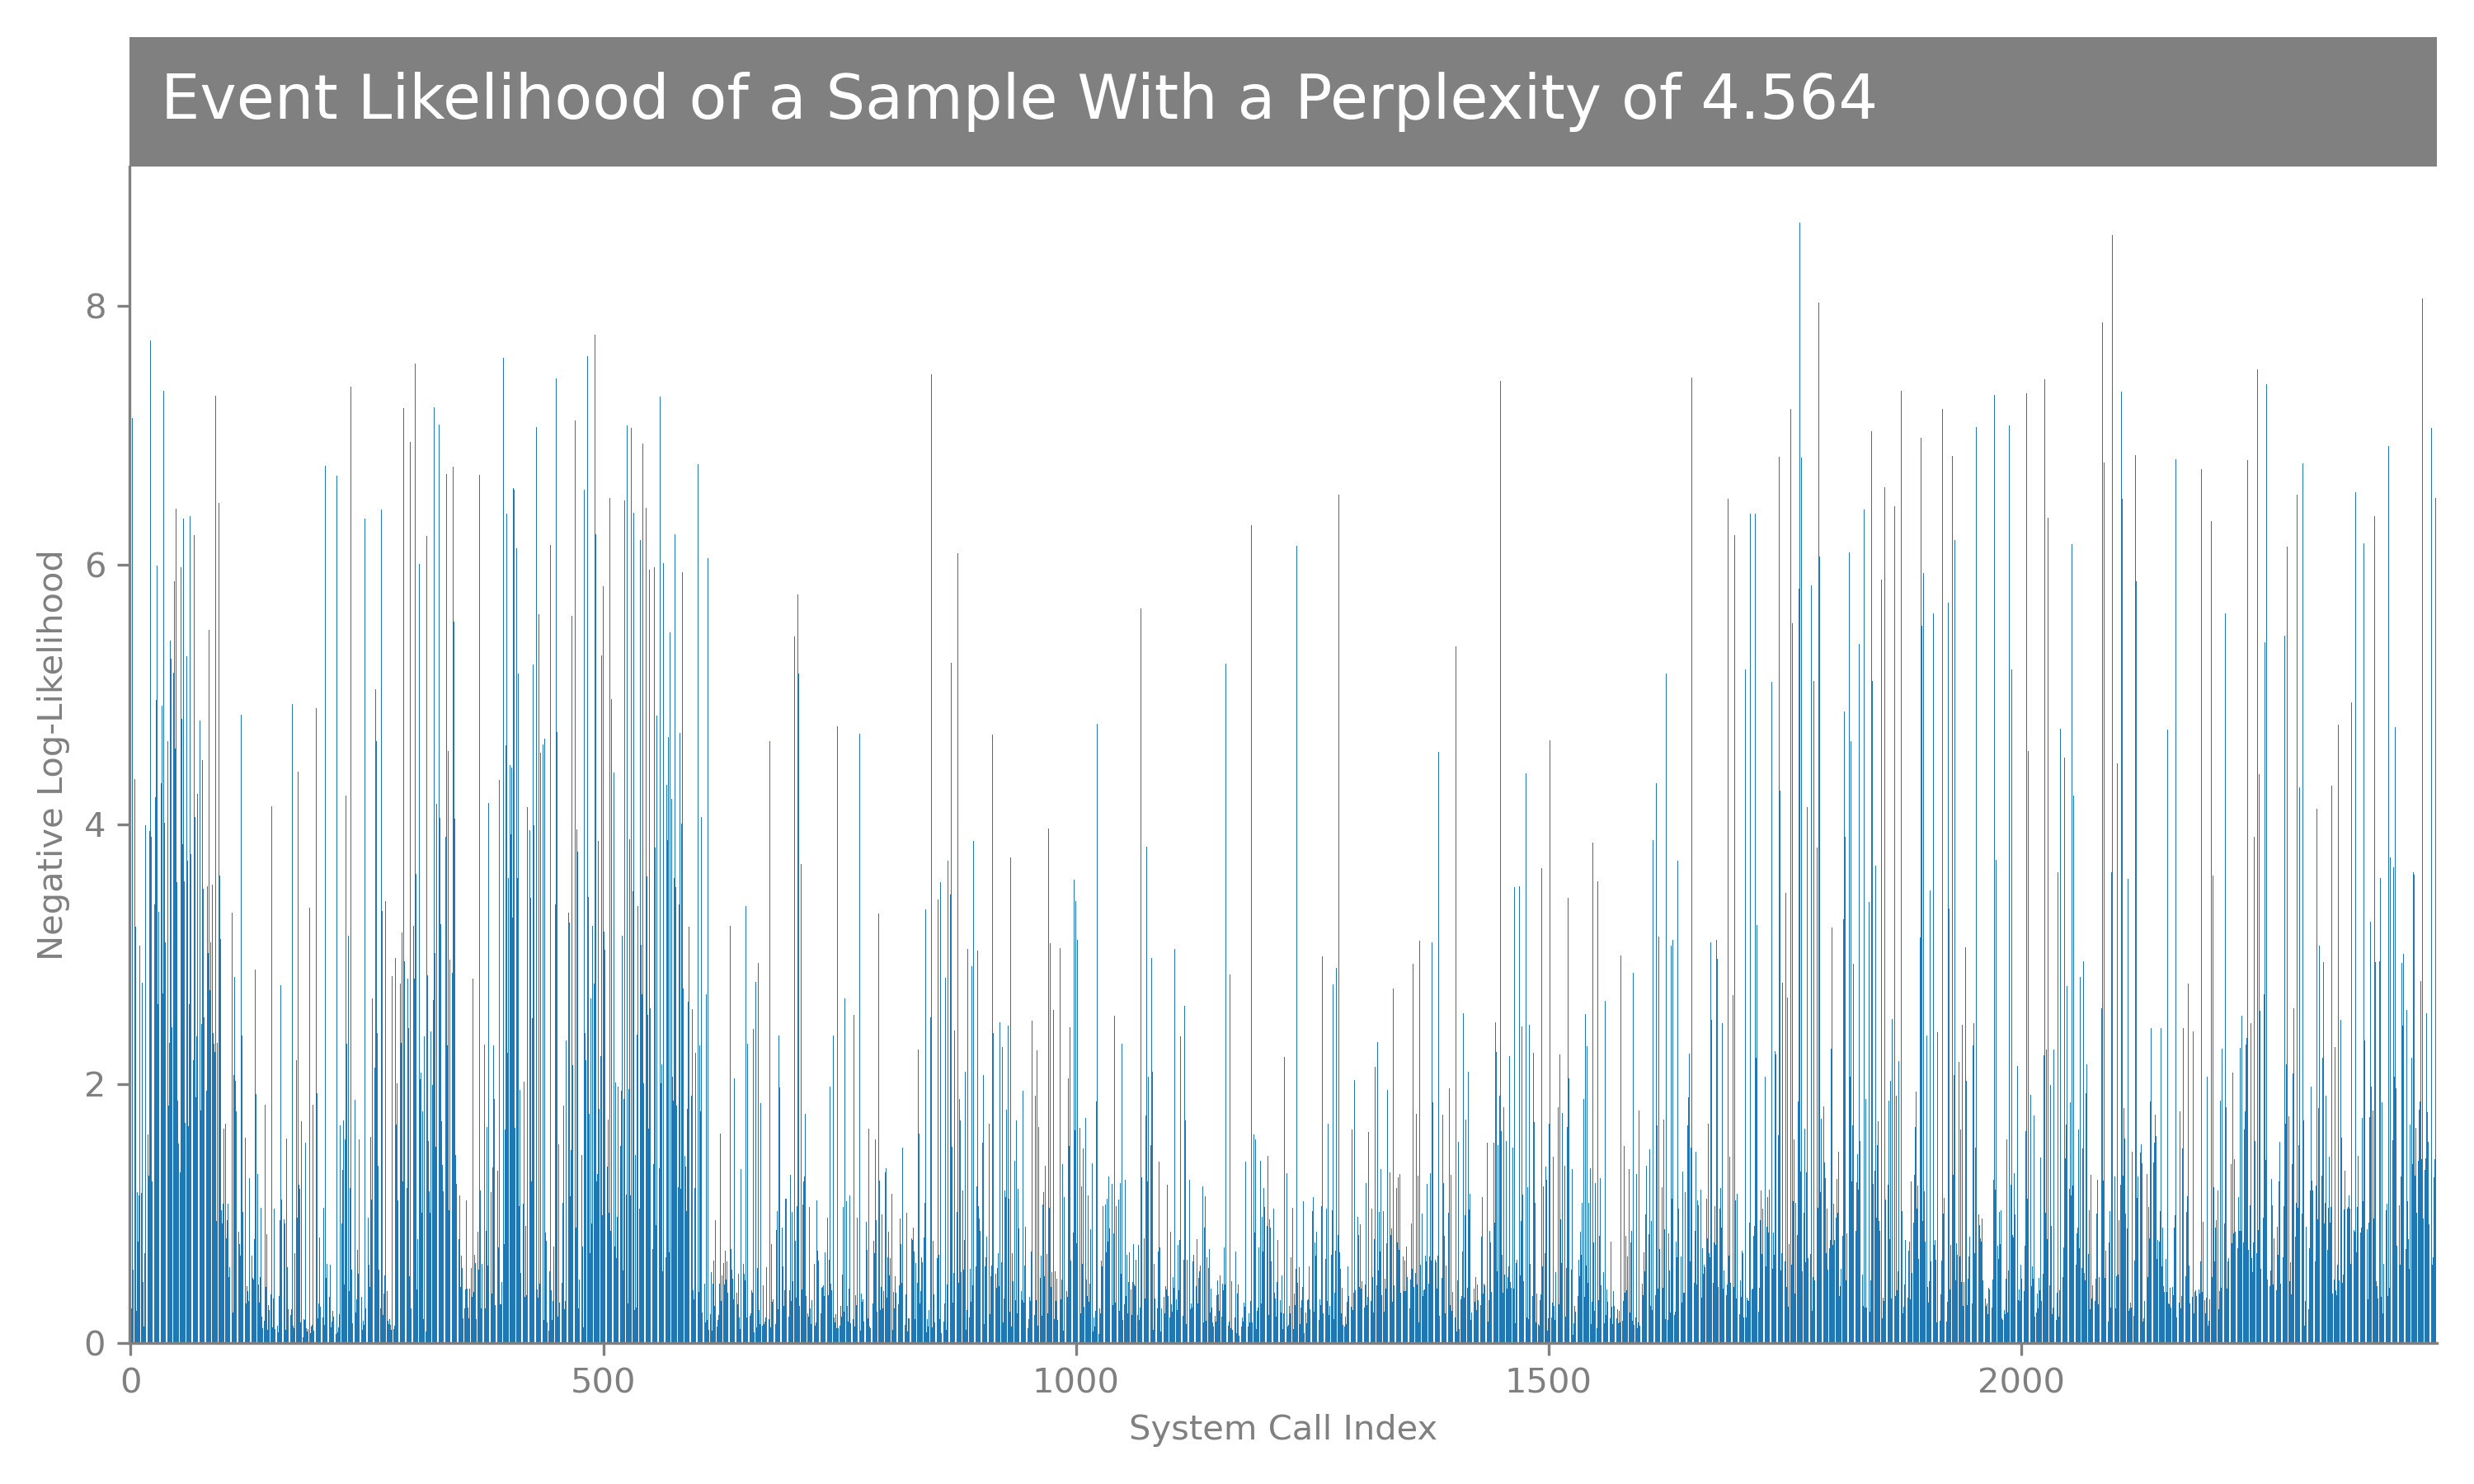 Event Likelihood of a Sample With a Perplexity of 4.564
8
6
4
2
0
Negative Log-Likelihood
0 500 1000 1500 2000
System Call Index